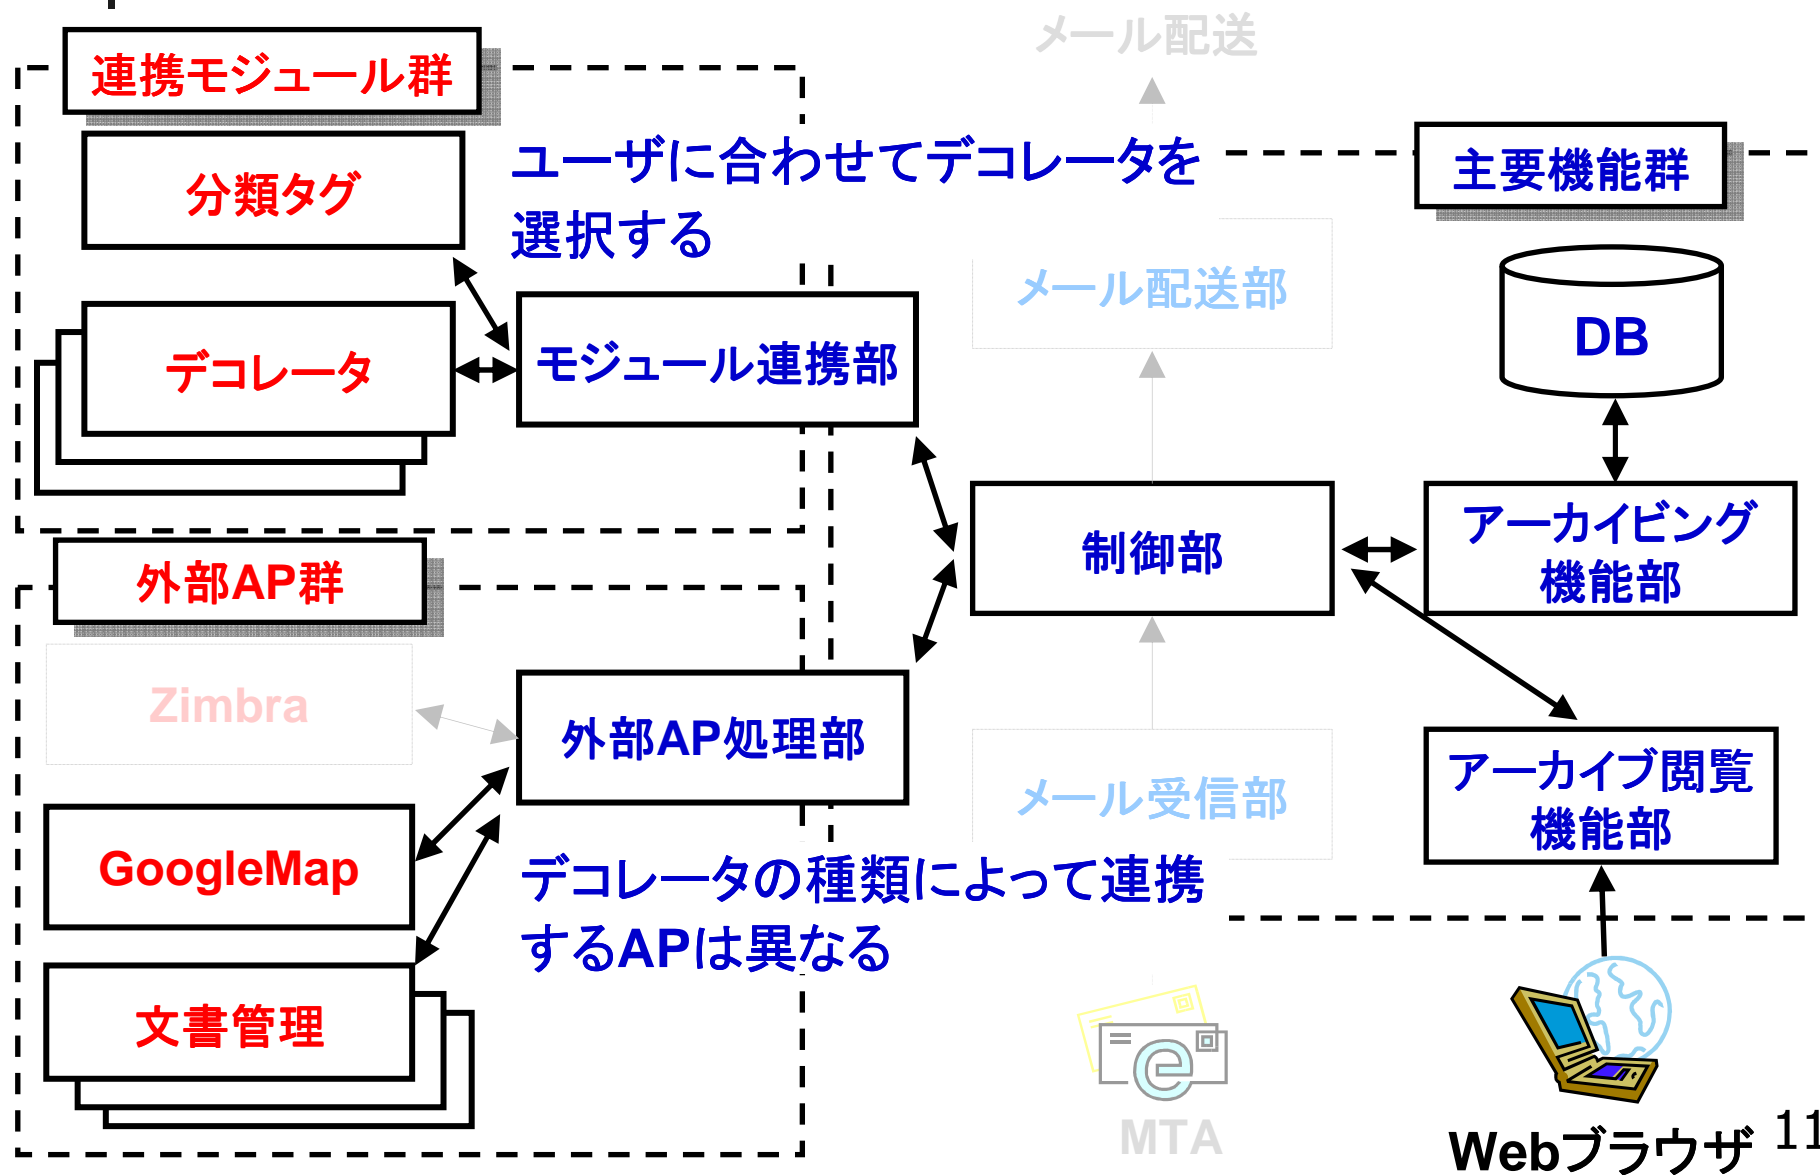 メール配送
連携モジュール群
分類タグ
ユーザに合わせてデコレータを
選択する
主要機能群
メール配送部
DB
デコレータ
モジュール連携部
制御部
アーカイビング
機能部
外部AP群
Zimbra
外部AP処理部
メール受信部
アーカイブ閲覧
機能部
GoogleMap
デコレータの種類によって連携
するAPは異なる
文書管理
e
MTA
Webブラウザ
11